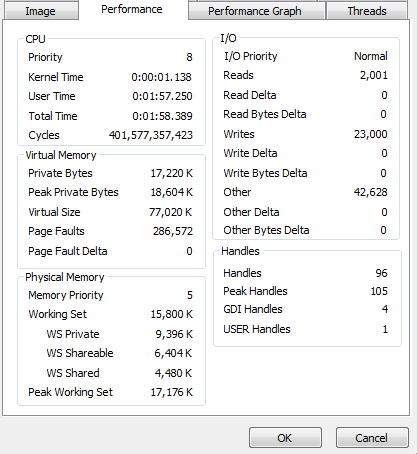 Image Performance Performance Graph Threads
CPU
Priority 8
Kernel Time 0:00:01.138
User Time 0:01:57.250
Total Time 0:01:58.389
Cycles 401,577,357,423
Virtual Memory
Private Bytes 17,220 K
Peak Private Bytes 18,604 K
Virtual Size 77,020 K
Page Faults 286,572
Page Fault Delta 0
Physical Memory
Memory Priority 5
Working Set 15,800 K
WS Private 9,396 K
WS Shareable 6,404 K
WS Shared 4,480 K
Peak Working Set 17,176 K
I/O
I/O Priority Normal
Reads 2,001
Read Delta 0
Read Bytes Delta 0
Writes 23,000
Write Delta 0
Write Bytes Delta 0
Other 42,628
Other Delta 0
Other Bytes Delta 0
Handles
Handles 96
Peak Handles 105
GDI Handles 4
USER Handles 1
OK Cancel